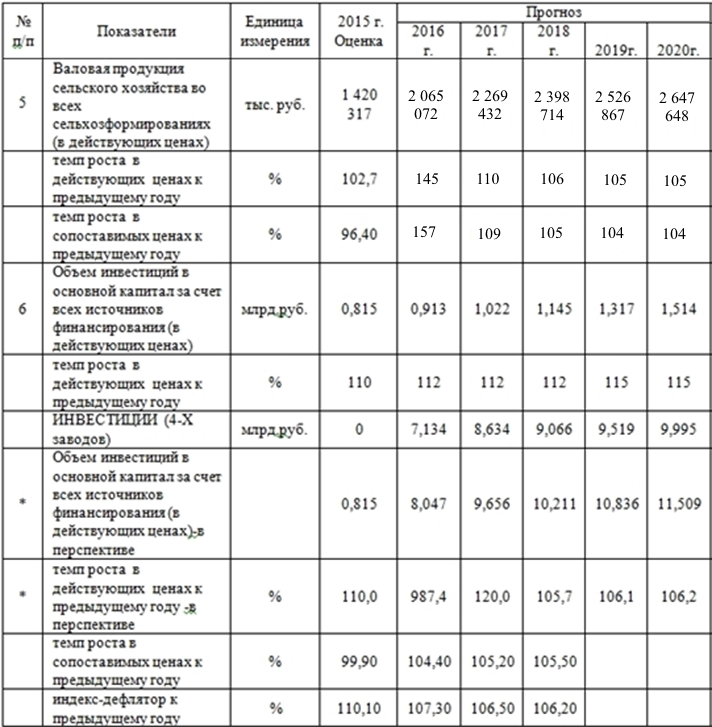 № п/п Показатели Единица измерения 2015 г. Оценка Прогноз
2016 г. 2017 г. 2018 г. 2019г. 2020г.
5 Валовая продукция сельского хозяйства во всех сельхозформированиях (в действующих ценах) тыс. руб. 1 420 317 2 065 072 2 269 432 2 398 714 2 526 867 2 647 648
темп роста в действующих ценах к предыдущему году % 102,7 145 110 106 105 105
темп роста в сопоставимых ценах к предыдущему году % 96,40 157 109 105 104 104
6 Объем инвестиций в основной капитал за счет всех источников финансирования (в действующих ценах) млрд.руб. 0,815 0,913 1,022 1,145 1,317 1,514
темп роста в действующих ценах к предыдущему году % 110 112 112 112 115 115
ИНВЕСТИЦИИ (4-Х заводов) млрд.руб. 0 7,134 8,634 9,066 9,519 9,995
* Объем инвестиций в основной капитал за счет всех источников финансирования (в действующих ценах)-в перспективе 0,815 8,047 9,656 10,211 10,836 11,509
* темп роста в действующих ценах к предыдущему году -в перспективе % 110,0 987,4 120,0 105,7 106,1 106,2
темп роста в сопоставимых ценах к предыдущему году % 99,90 104,40 105,20 105,50
индекс-дефлятор к предыдущему году % 110,10 107,30 106,50 106,20